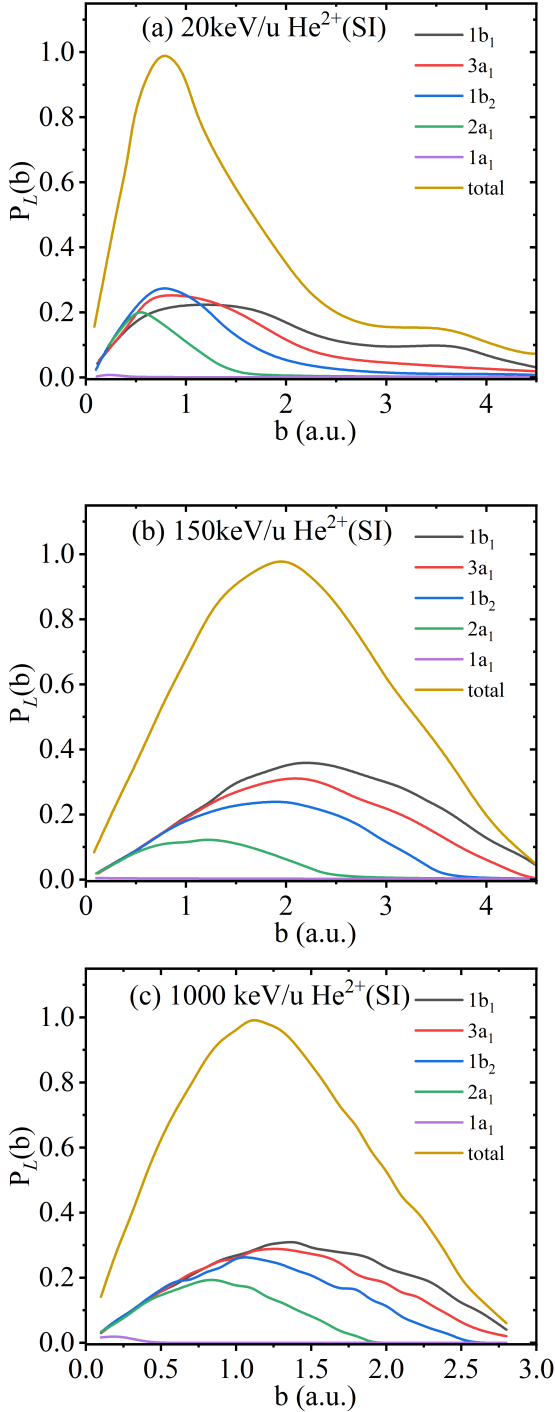 (a) 20keV/u He²⁺(SI)
1b₁
3a₁
1b₂
2a₁
1a₁
total
P_L(b)
1.0
0.8
0.6
0.4
0.2
0.0
0 1 2 3 4
b (a.u.)
(b) 150keV/u He²⁺(SI)
1b₁
3a₁
1b₂
2a₁
1a₁
total
P_L(b)
1.0
0.8
0.6
0.4
0.2
0.0
0 1 2 3 4
b (a.u.)
(c) 1000 keV/u He²⁺(SI)
1b₁
3a₁
1b₂
2a₁
1a₁
total
P_L(b)
1.0
0.8
0.6
0.4
0.2
0.0
0 0.5 1.0 1.5 2.0 2.5 3.0
b (a.u.)